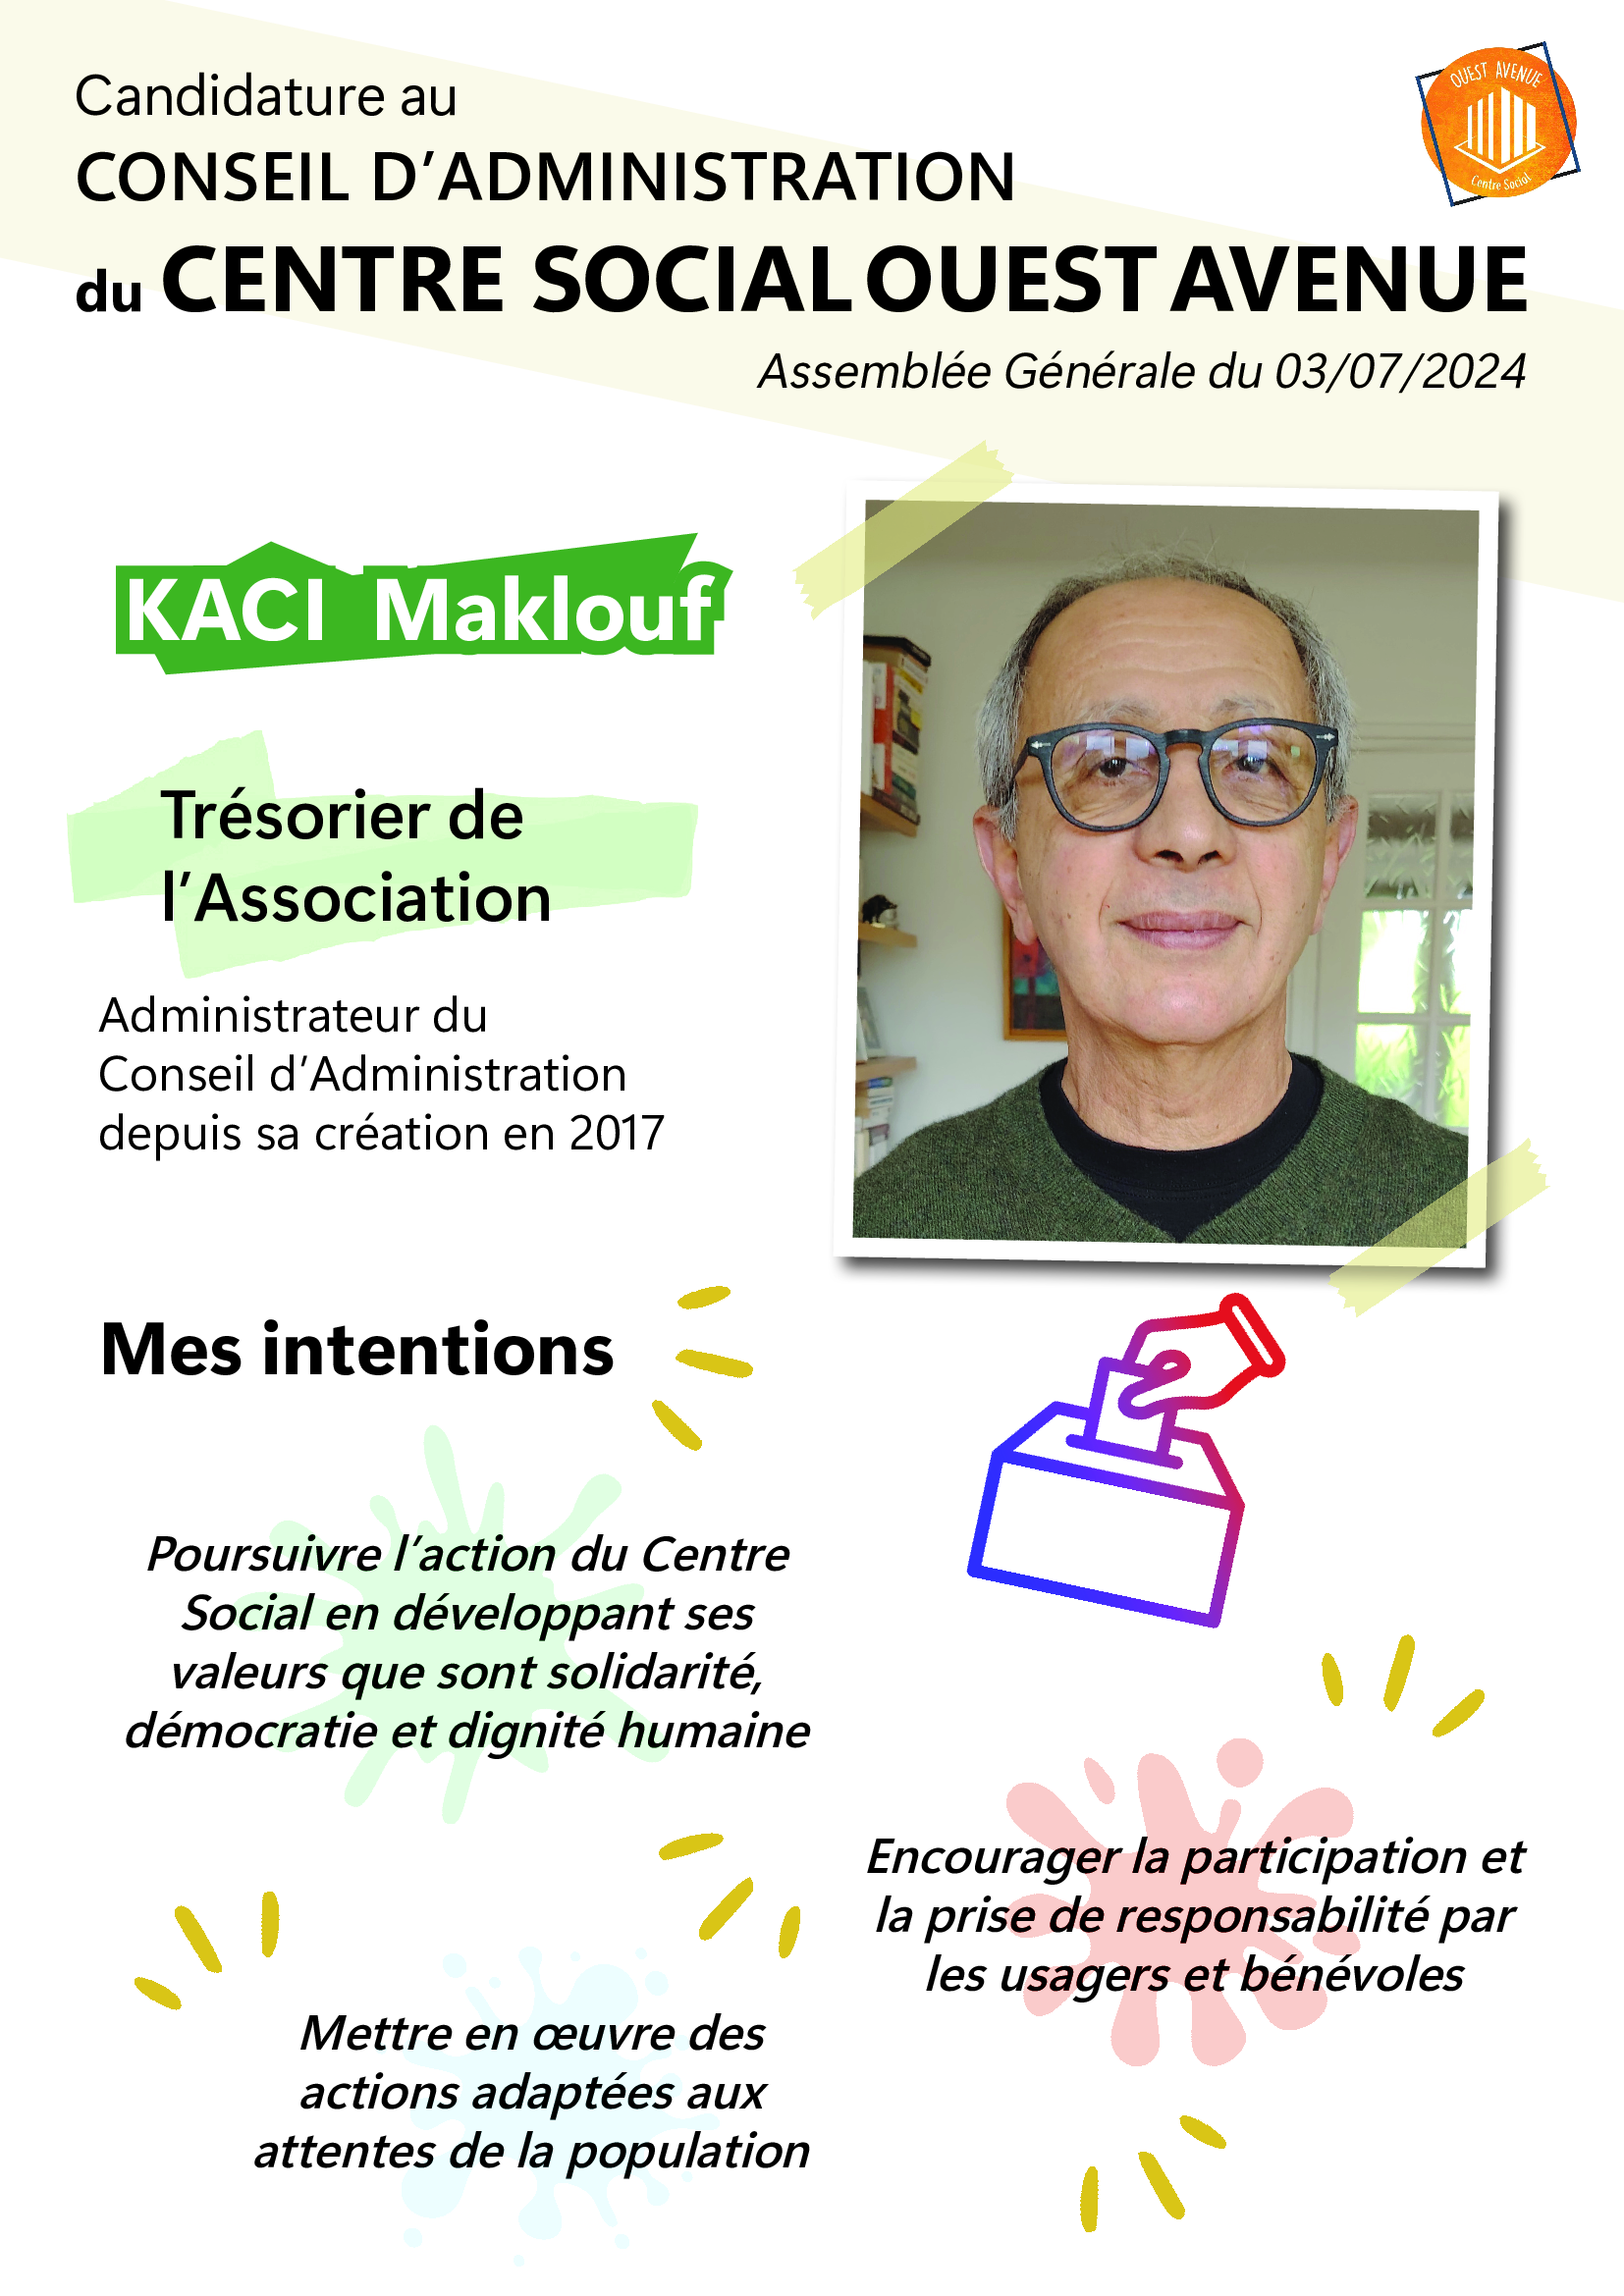 Candidature au
CONSEIL D’ADMINISTRATION
du CENTRE SOCIAL OUEST AVENUE
Assemblée Générale du 03/07/2024
OUEST AVENUE
Centre Social
KACI Maklouf
Trésorier de
l’Association
Administrateur du
Conseil d’Administration
depuis sa création en 2017
Mes intentions
Poursuivre l’action du Centre
Social en développant ses
valeurs que sont solidarité,
démocratie et dignité humaine
Encourager la participation et
la prise de responsabilité par
les usagers et bénévoles
Mettre en œuvre des
actions adaptées aux
attentes de la population